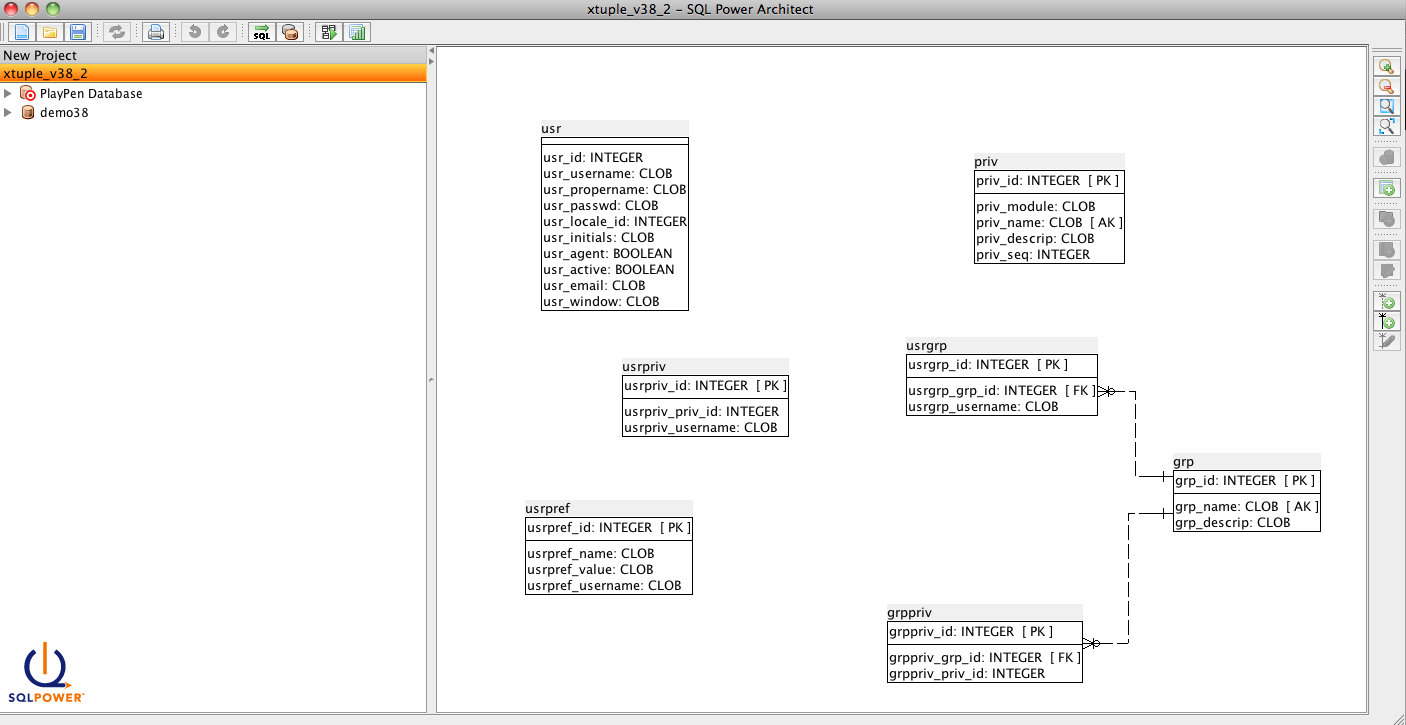 xtuple_v38_2 – SQL Power Architect
SQL
New Project
xtuple_v38_2
PlayPen Database
demo38
usr
usr_id: INTEGER
usr_username: CLOB
usr_propername: CLOB
usr_passwd: CLOB
usr_locale_id: INTEGER
usr_initials: CLOB
usr_agent: BOOLEAN
usr_active: BOOLEAN
usr_email: CLOB
usr_window: CLOB
priv
priv_id: INTEGER [ PK ]
priv_module: CLOB
priv_name: CLOB [ AK ]
priv_descrip: CLOB
priv_seq: INTEGER
usrpriv
usrpriv_id: INTEGER [ PK ]
usrpriv_priv_id: INTEGER
usrpriv_username: CLOB
usrgrp
usrgrp_id: INTEGER [ PK ]
usrgrp_grp_id: INTEGER [ FK ]
usrgrp_username: CLOB
grp
grp_id: INTEGER [ PK ]
grp_name: CLOB [ AK ]
grp_descrip: CLOB
usrpref
usrpref_id: INTEGER [ PK ]
usrpref_name: CLOB
usrpref_value: CLOB
usrpref_username: CLOB
grppriv
grppriv_id: INTEGER [ PK ]
grppriv_grp_id: INTEGER [ FK ]
grppriv_priv_id: INTEGER
SQLPOWER